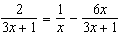 2/(3x + 1) = 1/x − 6x/(3x + 1)